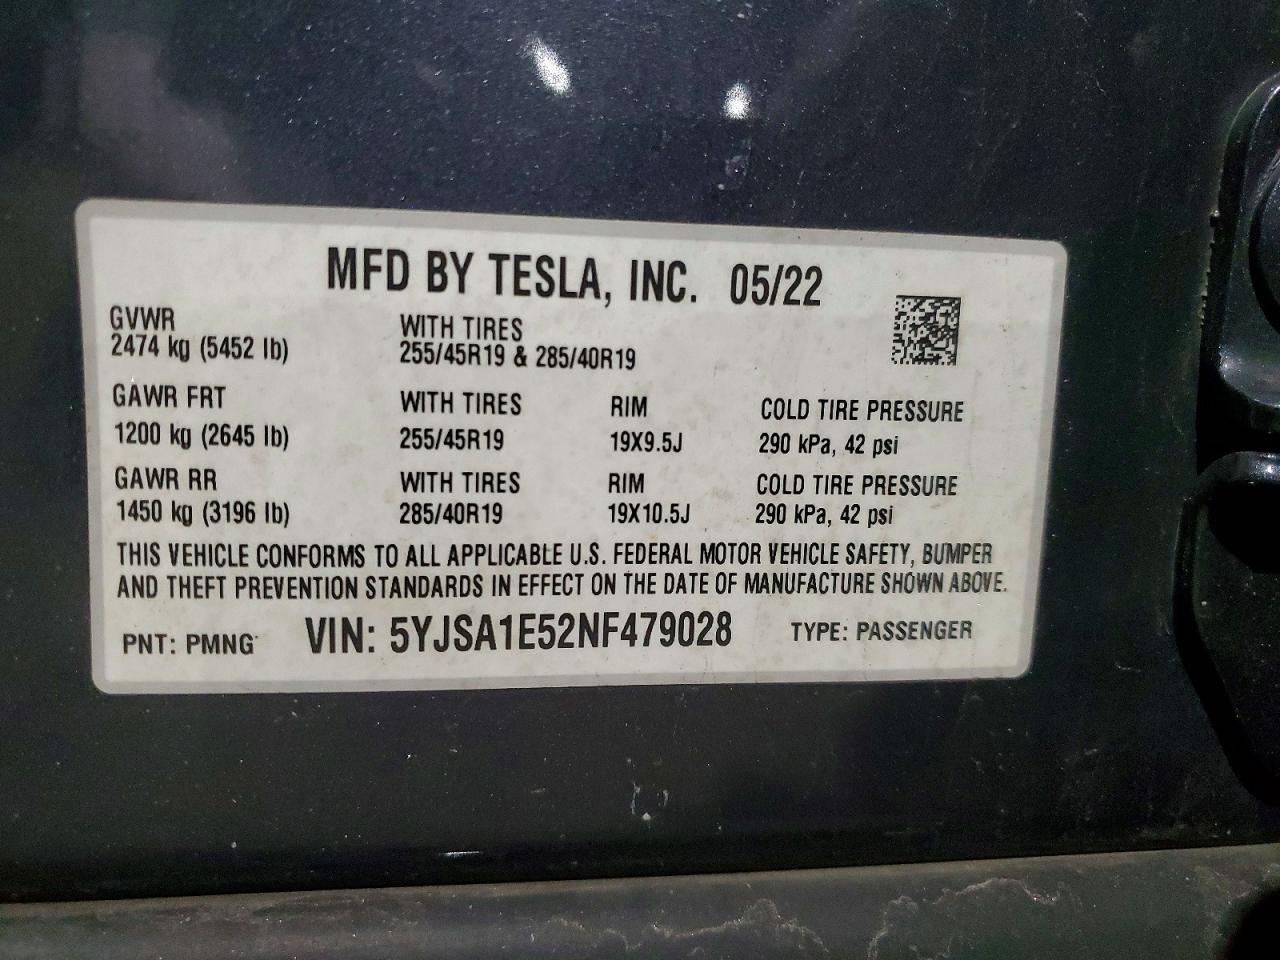 MFD BY TESLA, INC. 05/22
GVWR WITH TIRES
2474 kg (5452 lb) 255/45R19 & 285/40R19
GAWR FRT WITH TIRES RIM COLD TIRE PRESSURE
1200 kg (2645 lb) 255/45R19 19X9.5J 290 kPa, 42 psi
GAWR RR WITH TIRES RIM COLD TIRE PRESSURE
1450 kg (3196 lb) 285/40R19 19X10.5J 290 kPa, 42 psi
THIS VEHICLE CONFORMS TO ALL APPLICABLE U.S. FEDERAL MOTOR VEHICLE SAFETY, BUMPER
AND THEFT PREVENTION STANDARDS IN EFFECT ON THE DATE OF MANUFACTURE SHOWN ABOVE.
PNT: PMNG VIN: 5YJSA1E52NF479028 TYPE: PASSENGER